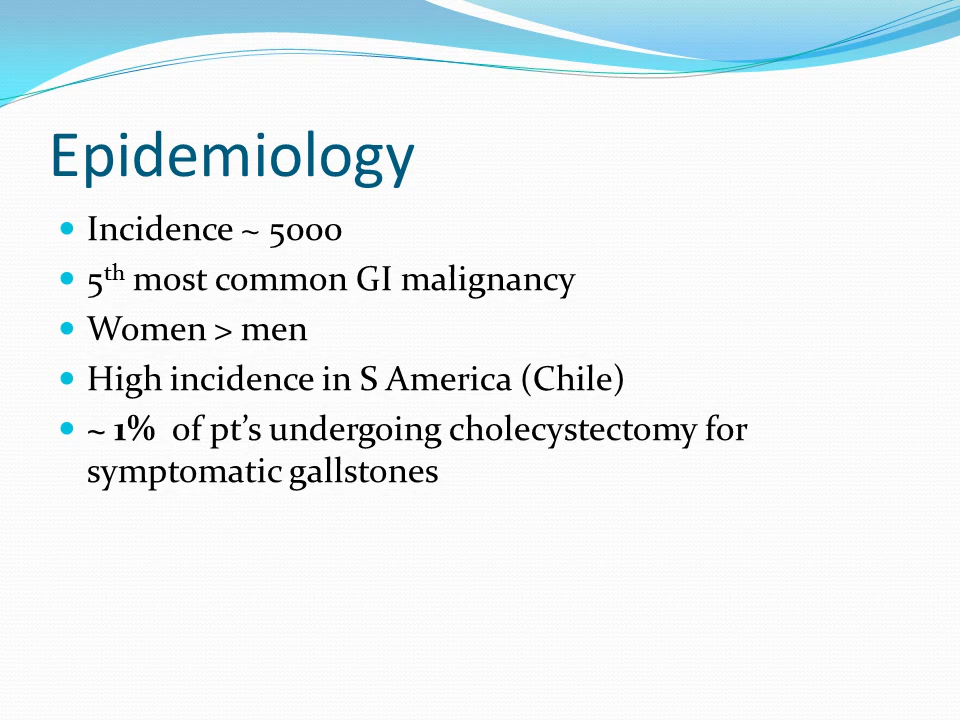 Epidemiology
Incidence ~ 5000
5th most common GI malignancy
Women > men
High incidence in S America (Chile)
~ 1% of pt’s undergoing cholecystectomy for
symptomatic gallstones